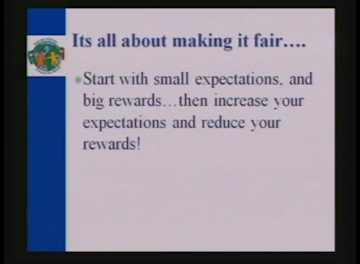 Its all about making it fair....
Start with small expectations, and
big rewards...then increase your
expectations and reduce your
rewards!